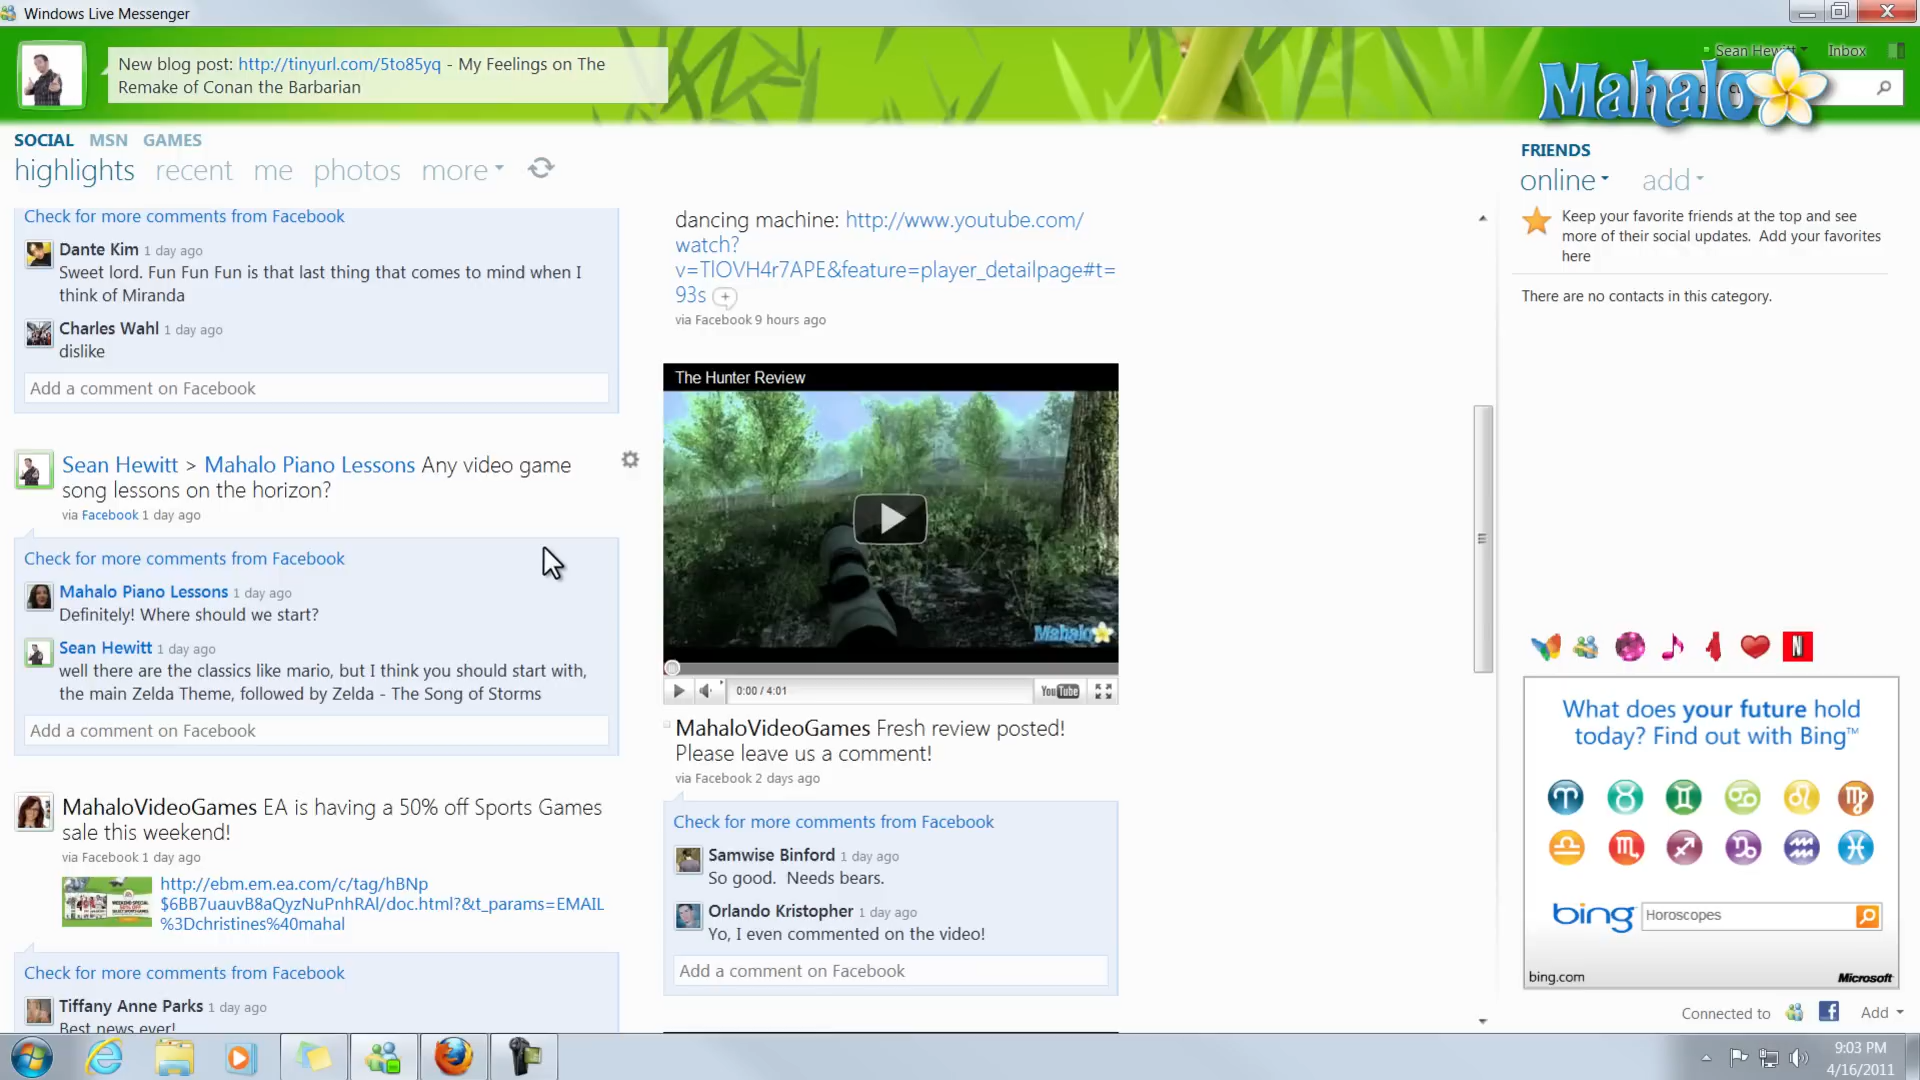 Windows Live Messenger
New blog post: http://tinyurl.com/5to85yq - My Feelings on The
Remake of Conan the Barbarian
Sean Hewitt
Inbox
Mahalo
SOCIAL MSN GAMES
highlights recent me photos more
Check for more comments from Facebook
Dante Kim 1 day ago
Sweet lord. Fun Fun Fun is that last thing that comes to mind when I
think of Miranda
Charles Wahl 1 day ago
dislike
Add a comment on Facebook
Sean Hewitt > Mahalo Piano Lessons Any video game
song lessons on the horizon?
via Facebook 1 day ago
Check for more comments from Facebook
Mahalo Piano Lessons 1 day ago
Definitely! Where should we start?
Sean Hewitt 1 day ago
well there are the classics like mario, but I think you should start with,
the main Zelda Theme, followed by Zelda - The Song of Storms
Add a comment on Facebook
MahaloVideoGames EA is having a 50% off Sports Games
sale this weekend!
via Facebook 1 day ago
http://ebm.em.ea.com/c/tag/hBNp
$6BB7uauvB8aQyzNuPnhRAl/doc.html?&t_params=EMAIL
%3Dchristines%40mahal
Check for more comments from Facebook
Tiffany Anne Parks 1 day ago
Best news ever!
dancing machine: http://www.youtube.com/
watch?
v=TlOVH4r7APE&feature=player_detailpage#t=
93s
via Facebook 9 hours ago
The Hunter Review
Mahalo
0:00 / 4:01
YouTube
MahaloVideoGames Fresh review posted!
Please leave us a comment!
via Facebook 2 days ago
Check for more comments from Facebook
Samwise Binford 1 day ago
So good. Needs bears.
Orlando Kristopher 1 day ago
Yo, I even commented on the video!
Add a comment on Facebook
FRIENDS
online add
Keep your favorite friends at the top and see
more of their social updates. Add your favorites
here
There are no contacts in this category.
N
What does your future hold
today? Find out with Bing™
bing
Horoscopes
bing.com
Microsoft
Connected to
Add
9:03 PM
4/16/2011